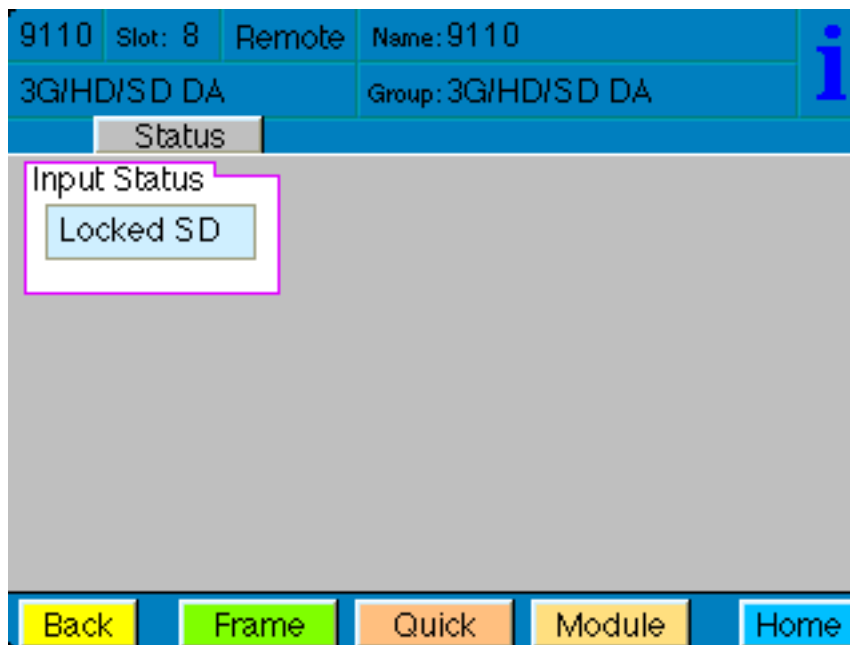 9110 Slot: 8 Remote Name: 9110
3G/HD/SD DA Group: 3G/HD/SD DA
i
Status
Input Status
Locked SD
Back Frame Quick Module Home